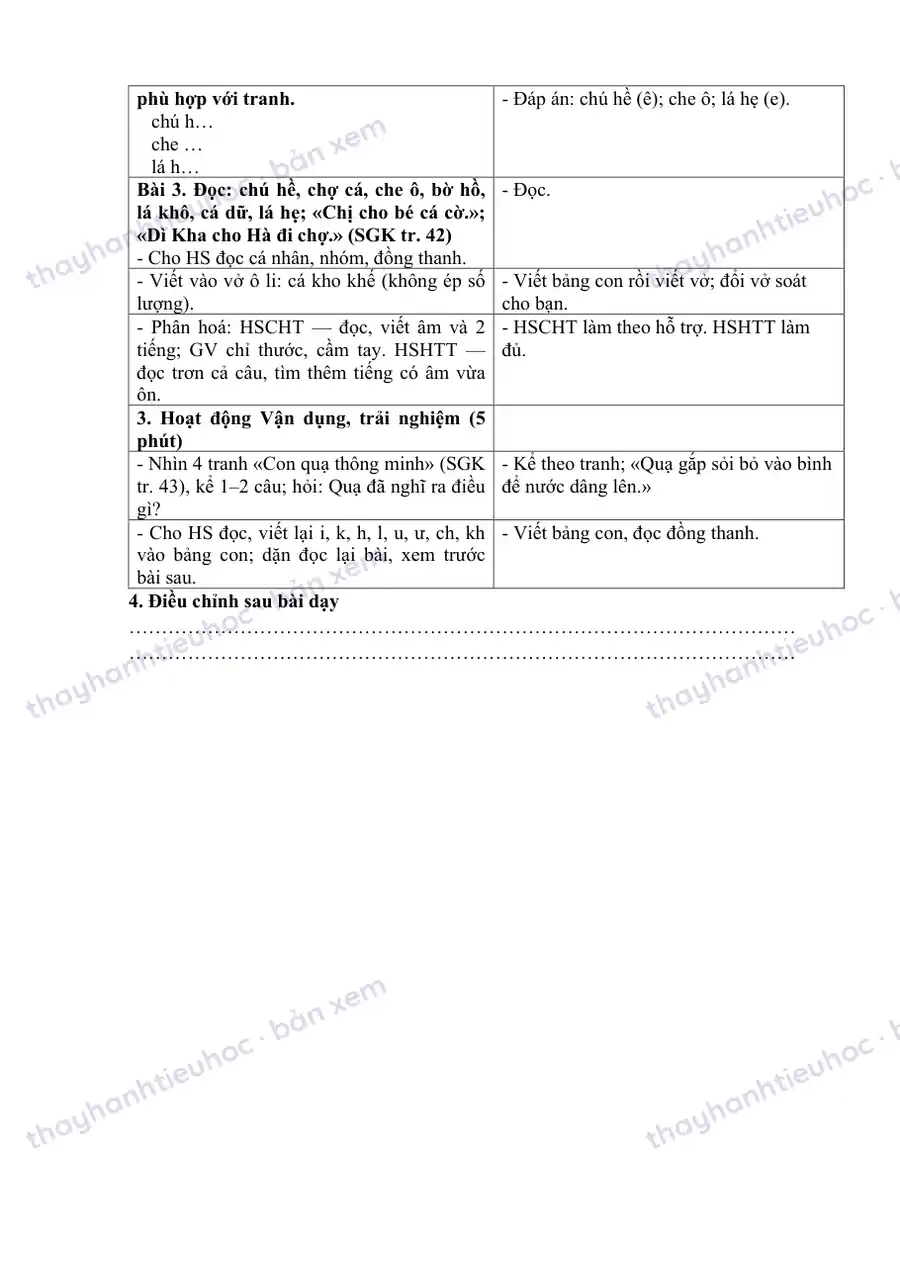 phù hợp với tranh.
chú h…
che …
lá h…
- Đáp án: chú hề (ê); che ô; lá hẹ (e).
Bài 3. Đọc: chú hề, chợ cá, che ô, bờ hồ,
lá khô, cá dữ, lá hẹ; «Chị cho bé cá cờ.»;
«Dì Kha cho Hà đi chợ.» (SGK tr. 42)
- Cho HS đọc cá nhân, nhóm, đồng thanh.
- Đọc.
- Viết vào vở ô li: cá kho khế (không ép số
lượng).
- Viết bảng con rồi viết vở; đổi vở soát
cho bạn.
- Phân hoá: HSCHT — đọc, viết âm và 2
tiếng; GV chỉ thước, cầm tay. HSHTT —
đọc trơn cả câu, tìm thêm tiếng có âm vừa
ôn.
- HSCHT làm theo hỗ trợ. HSHTT làm
đủ.
3. Hoạt động Vận dụng, trải nghiệm (5
phút)
- Nhìn 4 tranh «Con quạ thông minh» (SGK
tr. 43), kể 1–2 câu; hỏi: Quạ đã nghĩ ra điều
gì?
- Kể theo tranh; «Quạ gắp sỏi bỏ vào bình
để nước dâng lên.»
- Cho HS đọc, viết lại i, k, h, l, u, ư, ch, kh
vào bảng con; dặn đọc lại bài, xem trước
bài sau.
- Viết bảng con, đọc đồng thanh.
4. Điều chỉnh sau bài dạy
……………………………………………………………………………………………
……………………………………………………………………………………………
thayhanhtieuhoc · bản xem
thayhanhtieuhoc · b
thayhanhtieuhoc · bản xem
thayhanhtieuhoc · b
thayhanhtieuhoc · bản xem
thayhanhtieuhoc · b